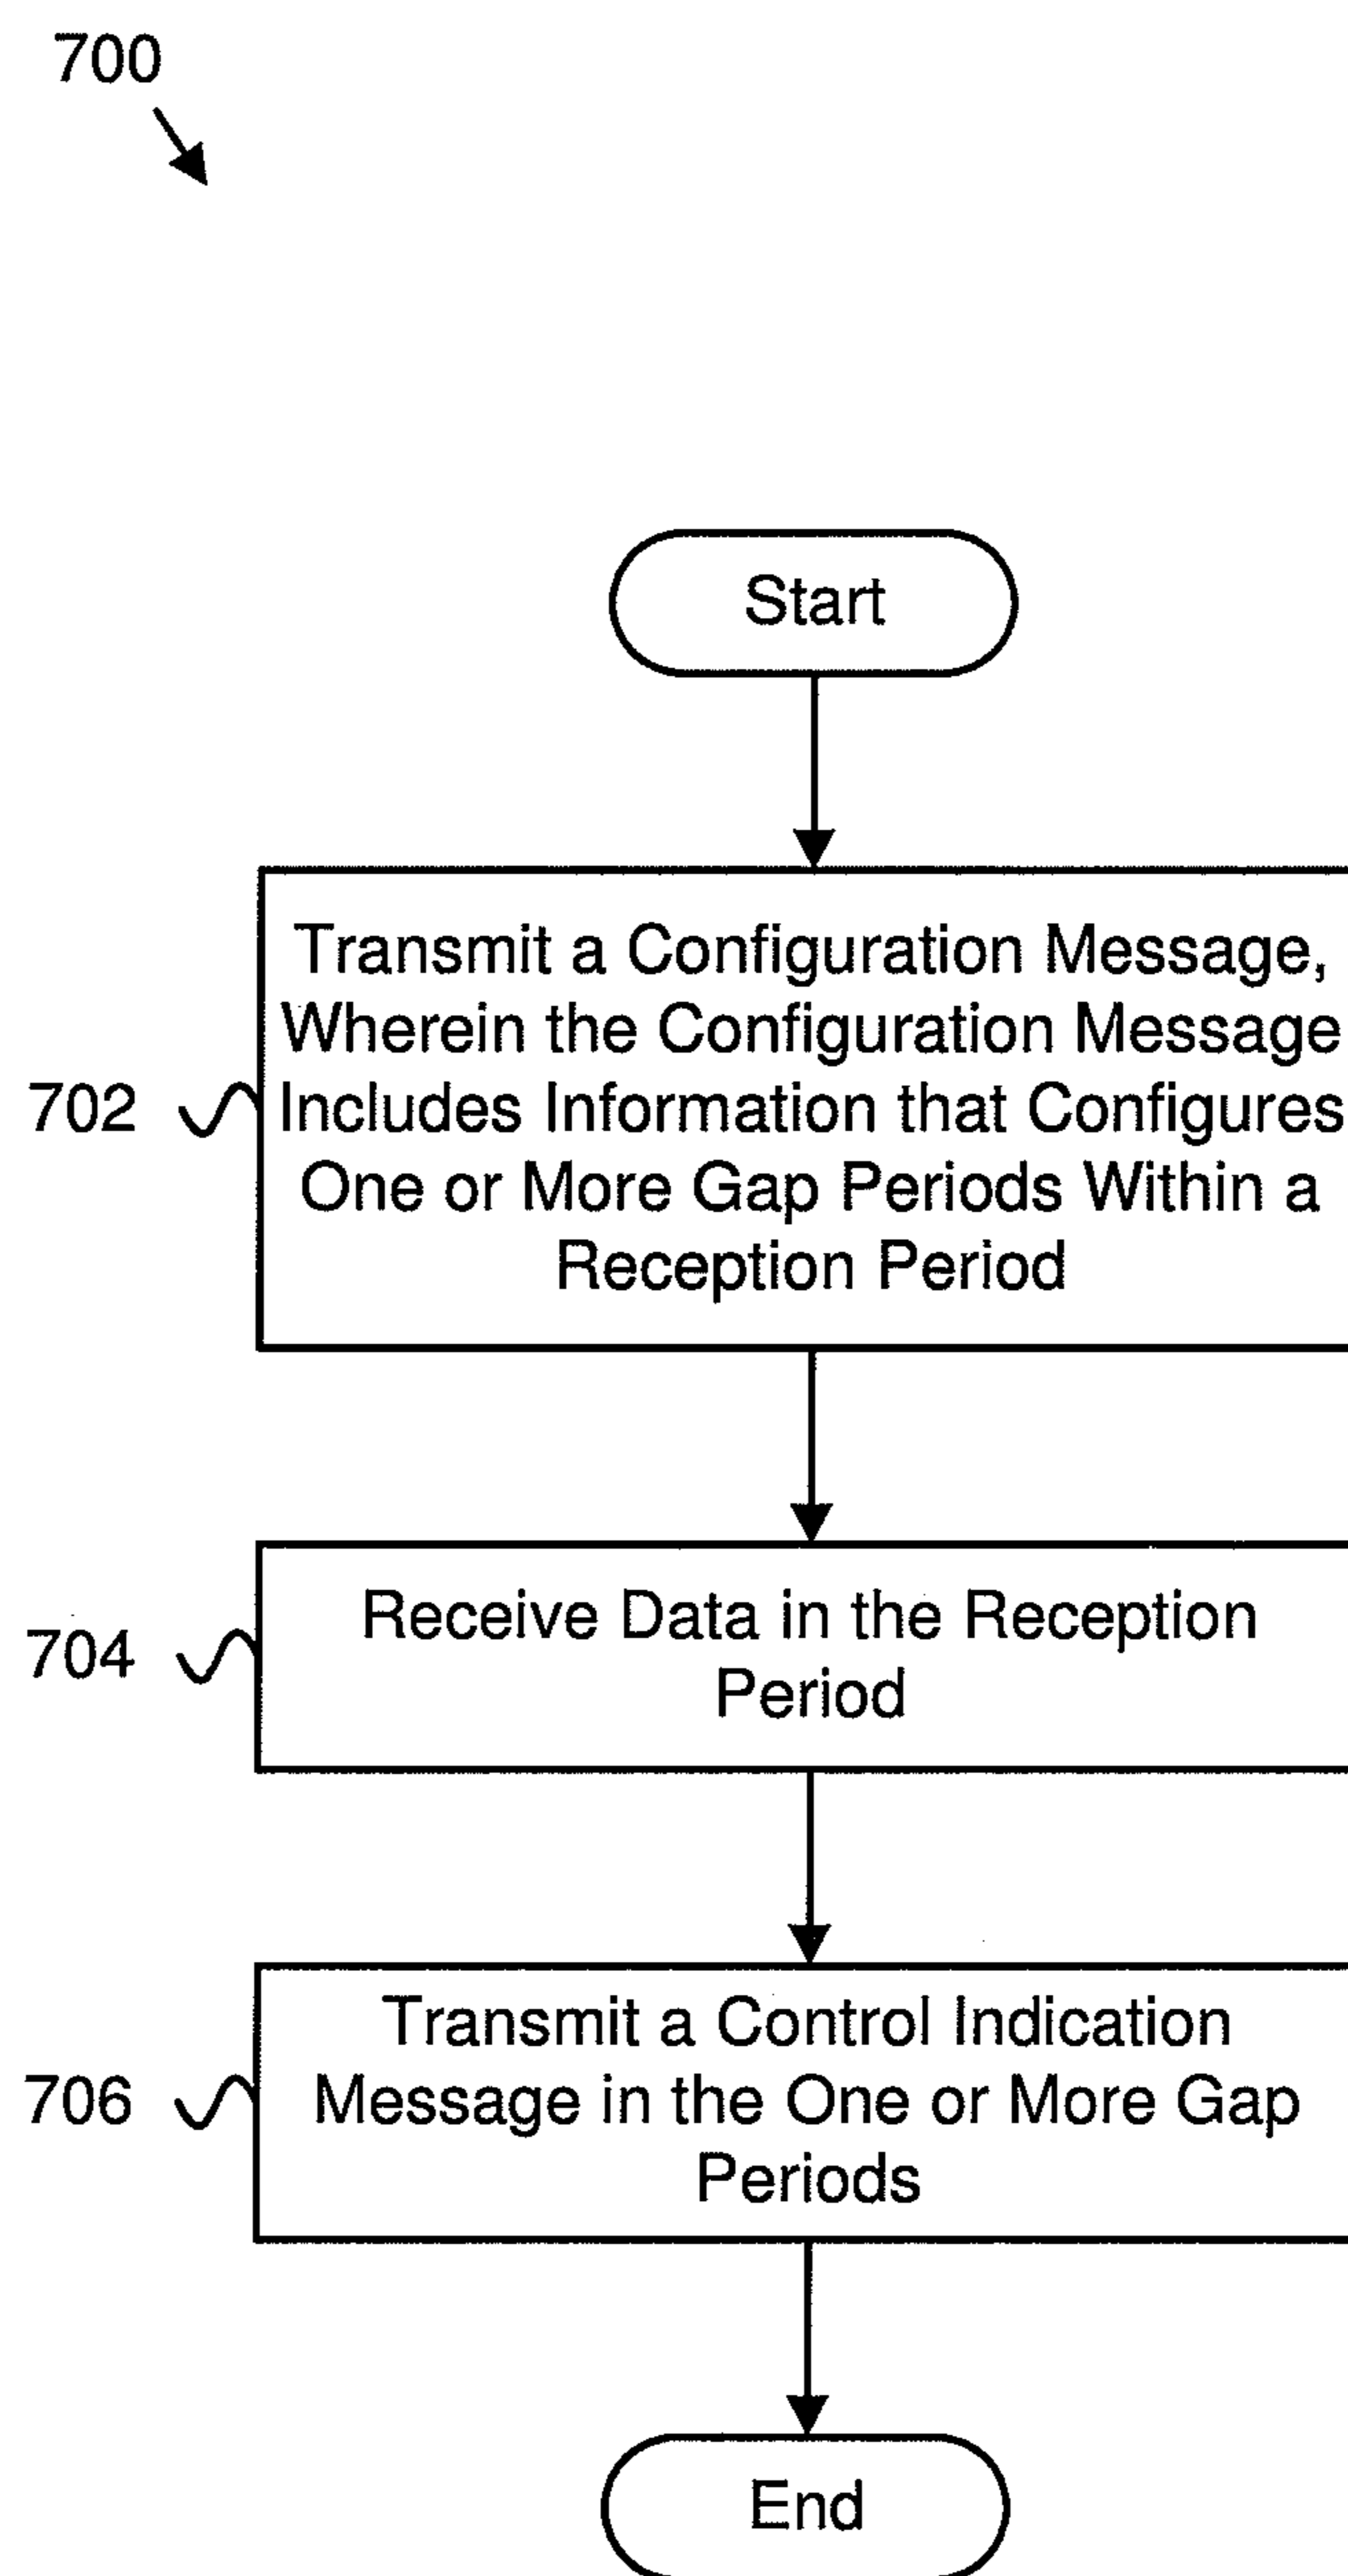 700
Start
Transmit a Configuration Message,
Wherein the Configuration Message
702
Includes Information that Configures
One or More Gap Periods Within a
Reception Period
Receive Data in the Reception
704
Period
Transmit a Control Indication
706
Message in the One or More Gap
Periods
End